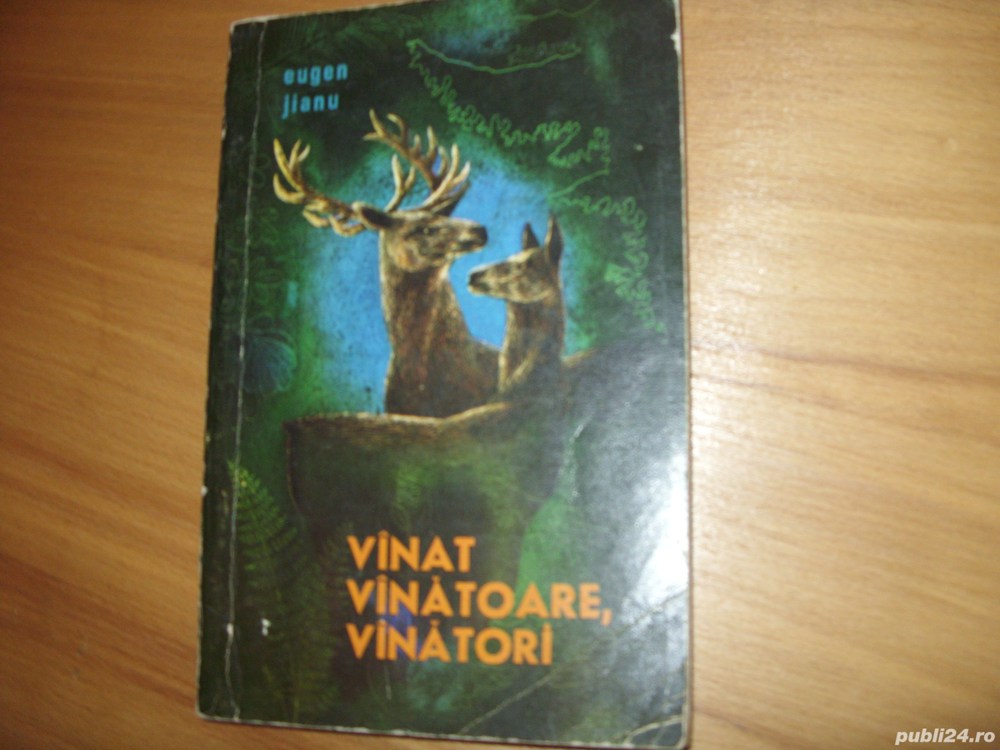 eugen
jianu
VÎNAT
VÎNĂTOARE,
VÎNĂTORI
publi24.ro